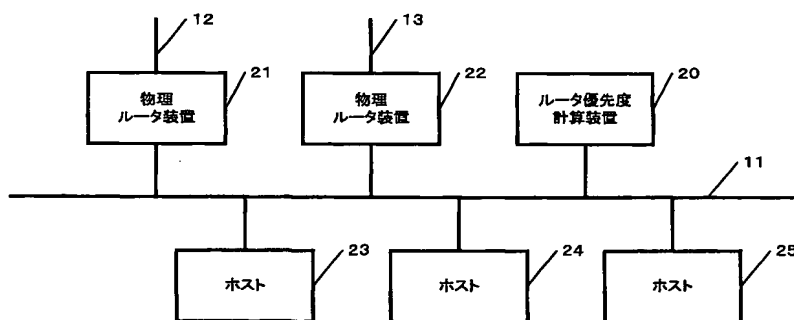 12
13
21
22
20
物理
ルータ装置
物理
ルータ装置
ルータ優先度
計算装置
11
23
24
25
ホスト
ホスト
ホスト